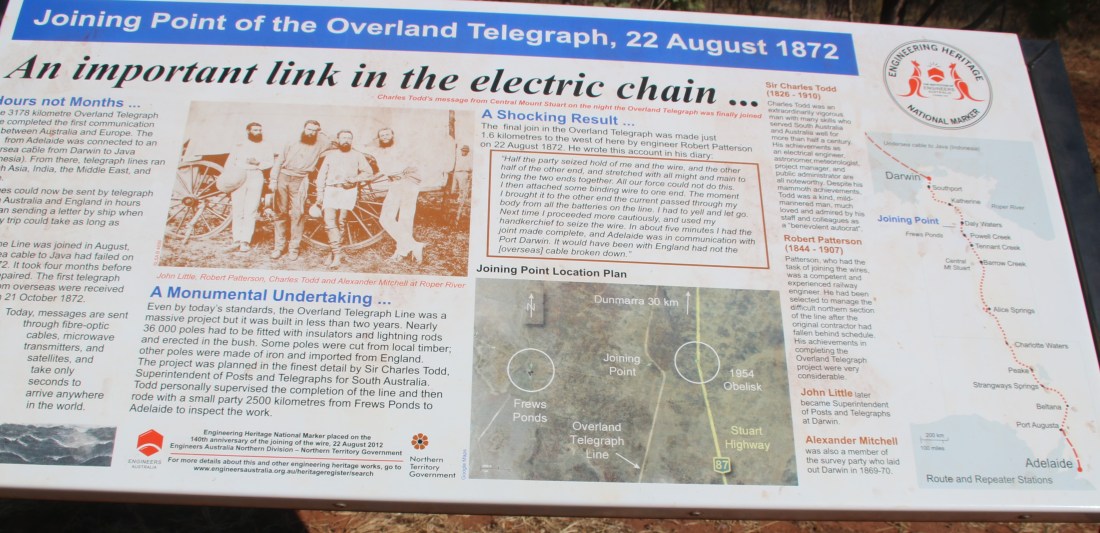 Joining Point of the Overland Telegraph, 22 August 1872
An important link in the electric chain ...
Charles Todd's message from Central Mount Stuart on the night the Overland Telegraph was finally joined
Hours not Months ...
3178 kilometre Overland Telegraph
completed the first communication
between Australia and Europe. The
from Adelaide was connected to an
cable from Darwin to Java
From there, telegraph lines ran
Asia, India, the Middle East, and
could now be sent by telegraph
Australia and England in hours
sending a letter by ship when
trip could take as long as
Line was joined in August,
cable to Java had failed on
It took four months before
The first telegraph
overseas were received
21 October 1872.
Today, messages are sent
through fibre-optic
cables, microwave
transmitters, and
satellites, and
take only
seconds to
arrive anywhere
in the world.
John Little, Robert Patterson, Charles Todd and Alexander Mitchell at Roper River
A Monumental Undertaking ...
Even by today's standards, the Overland Telegraph Line was a
massive project but it was built in less than two years. Nearly
36 000 poles had to be fitted with insulators and lightning rods
and erected in the bush. Some poles were cut from local timber;
other poles were made of iron and imported from England.
The project was planned in the finest detail by Sir Charles Todd,
Superintendent of Posts and Telegraphs for South Australia.
Todd personally supervised the completion of the line and then
rode with a small party 2500 kilometres from Frews Ponds to
Adelaide to inspect the work.
ENGINEERS
AUSTRALIA
Engineering Heritage National Marker placed on the
140th anniversary of the joining of the wire, 22 August 2012
Engineers Australia Northern Division – Northern Territory Government
For more details about this and other engineering heritage works, go to
www.engineersaustralia.org.au/heritageregister/search
Northern
Territory
Government
A Shocking Result ...
The final join in the Overland Telegraph was made just
1.6 kilometres to the west of here by engineer Robert Patterson
on 22 August 1872. He wrote this account in his diary:
"Half the party seized hold of me and the wire, and the other
half of the other end, and stretched with all might and main to
bring the two ends together. All our force could not do this.
I then attached some binding wire to one end. The moment
I brought it to the other end the current passed through my
body from all the batteries on the line. I had to yell and let go.
Next time I proceeded more cautiously, and used my
handkerchief to seize the wire. In about five minutes I had the
joint made complete, and Adelaide was in communication with
Port Darwin. It would have been with England had not the
[overseas] cable broken down."
Joining Point Location Plan
N
Dunmarra 30 km
Joining
Point
1954
Obelisk
Frews
Ponds
Overland
Telegraph
Line
Stuart
Highway
87
Sir Charles Todd
(1826 - 1910)
Charles Todd was an
extraordinarily vigorous
man with many skills who
served South Australia
and Australia well for
more than half a century.
His achievements as
an electrical engineer,
astronomer, meteorologist,
project manager, and
public administrator are
all noteworthy. Despite his
mammoth achievements,
Todd was a kind, mild-
mannered man, much
loved and admired by his
staff and colleagues as
a "benevolent autocrat".
Robert Patterson
(1844 - 1907)
Patterson, who had the
task of joining the wires,
was a competent and
experienced railway
engineer. He had been
selected to manage the
difficult northern section
of the line after the
original contractor had
fallen behind schedule.
His achievements in
completing the
Overland Telegraph
project were very
considerable.
John Little later
became Superintendent
of Posts and Telegraphs
at Darwin.
Alexander Mitchell
was also a member of
the survey party who laid
out Darwin in 1869-70.
ENGINEERING HERITAGE
ENGINEERS
AUSTRALIA
NATIONAL MARKER
Undersea cable to Java (Indonesia)
Darwin
Southport
Katherine
Roper River
Joining Point
Daly Waters
Frews Ponds
Powell Creek
Tennant Creek
Central
Mt Stuart
Barrow Creek
Alice Springs
Charlotte Waters
Peake
Strangways Springs
Beltana
Port Augusta
200 km
100 miles
Adelaide
Route and Repeater Stations